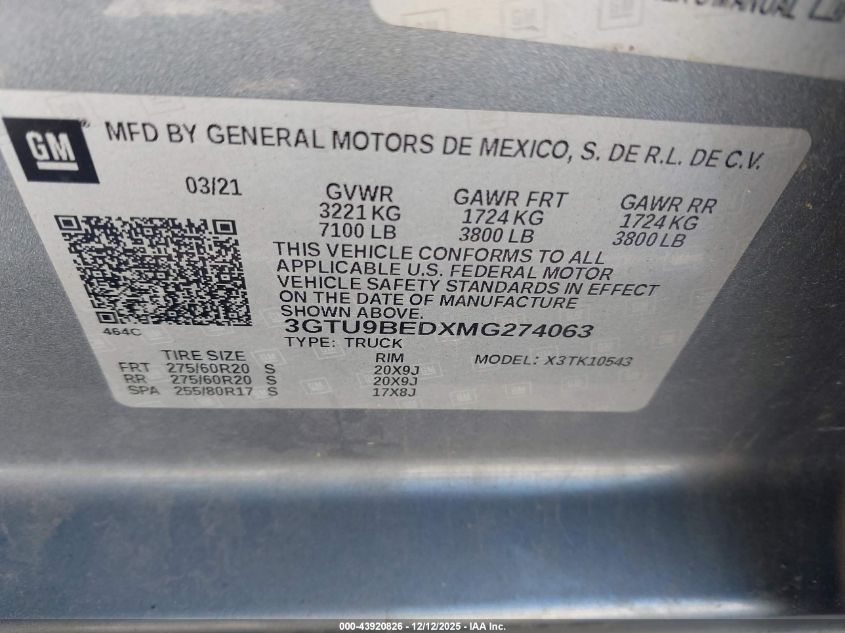 GM
MFD BY GENERAL MOTORS DE MEXICO, S. DE R.L. DE C.V.
03/21 GVWR GAWR FRT GAWR RR
3221 KG 1724 KG 1724 KG
7100 LB 3800 LB 3800 LB
THIS VEHICLE CONFORMS TO ALL
APPLICABLE U.S. FEDERAL MOTOR
VEHICLE SAFETY STANDARDS IN EFFECT
ON THE DATE OF MANUFACTURE
SHOWN ABOVE.
464C 3GTU9BEDXMG274063
TYPE: TRUCK
TIRE SIZE RIM MODEL: X3TK10543
FRT 275/60R20 S 20X9J
RR 275/60R20 S 20X9J
SPA 255/80R17 S 17X8J
000-43920826 - 12/12/2025 - IAA Inc.